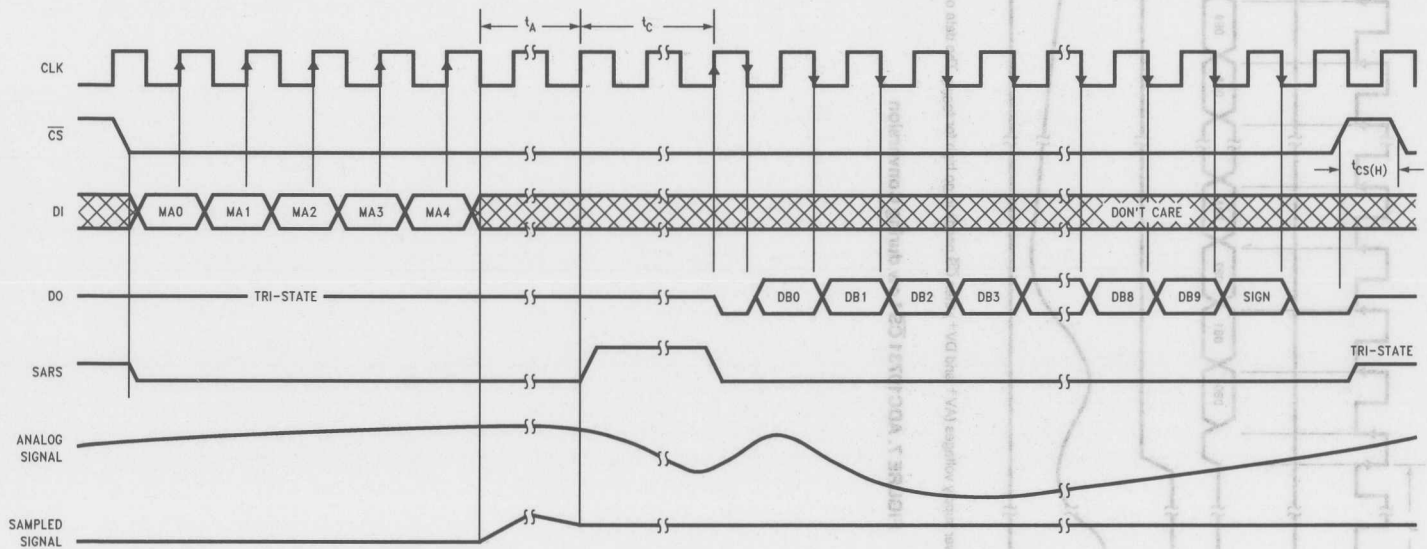 tA tC
CLK
CS
tCS(H)
DI MA0 MA1 MA2 MA3 MA4 DON'T CARE
DO TRI-STATE DB0 DB1 DB2 DB3 DB8 DB9 SIGN
SARS TRI-STATE
ANALOG
SIGNAL
SAMPLED
SIGNAL